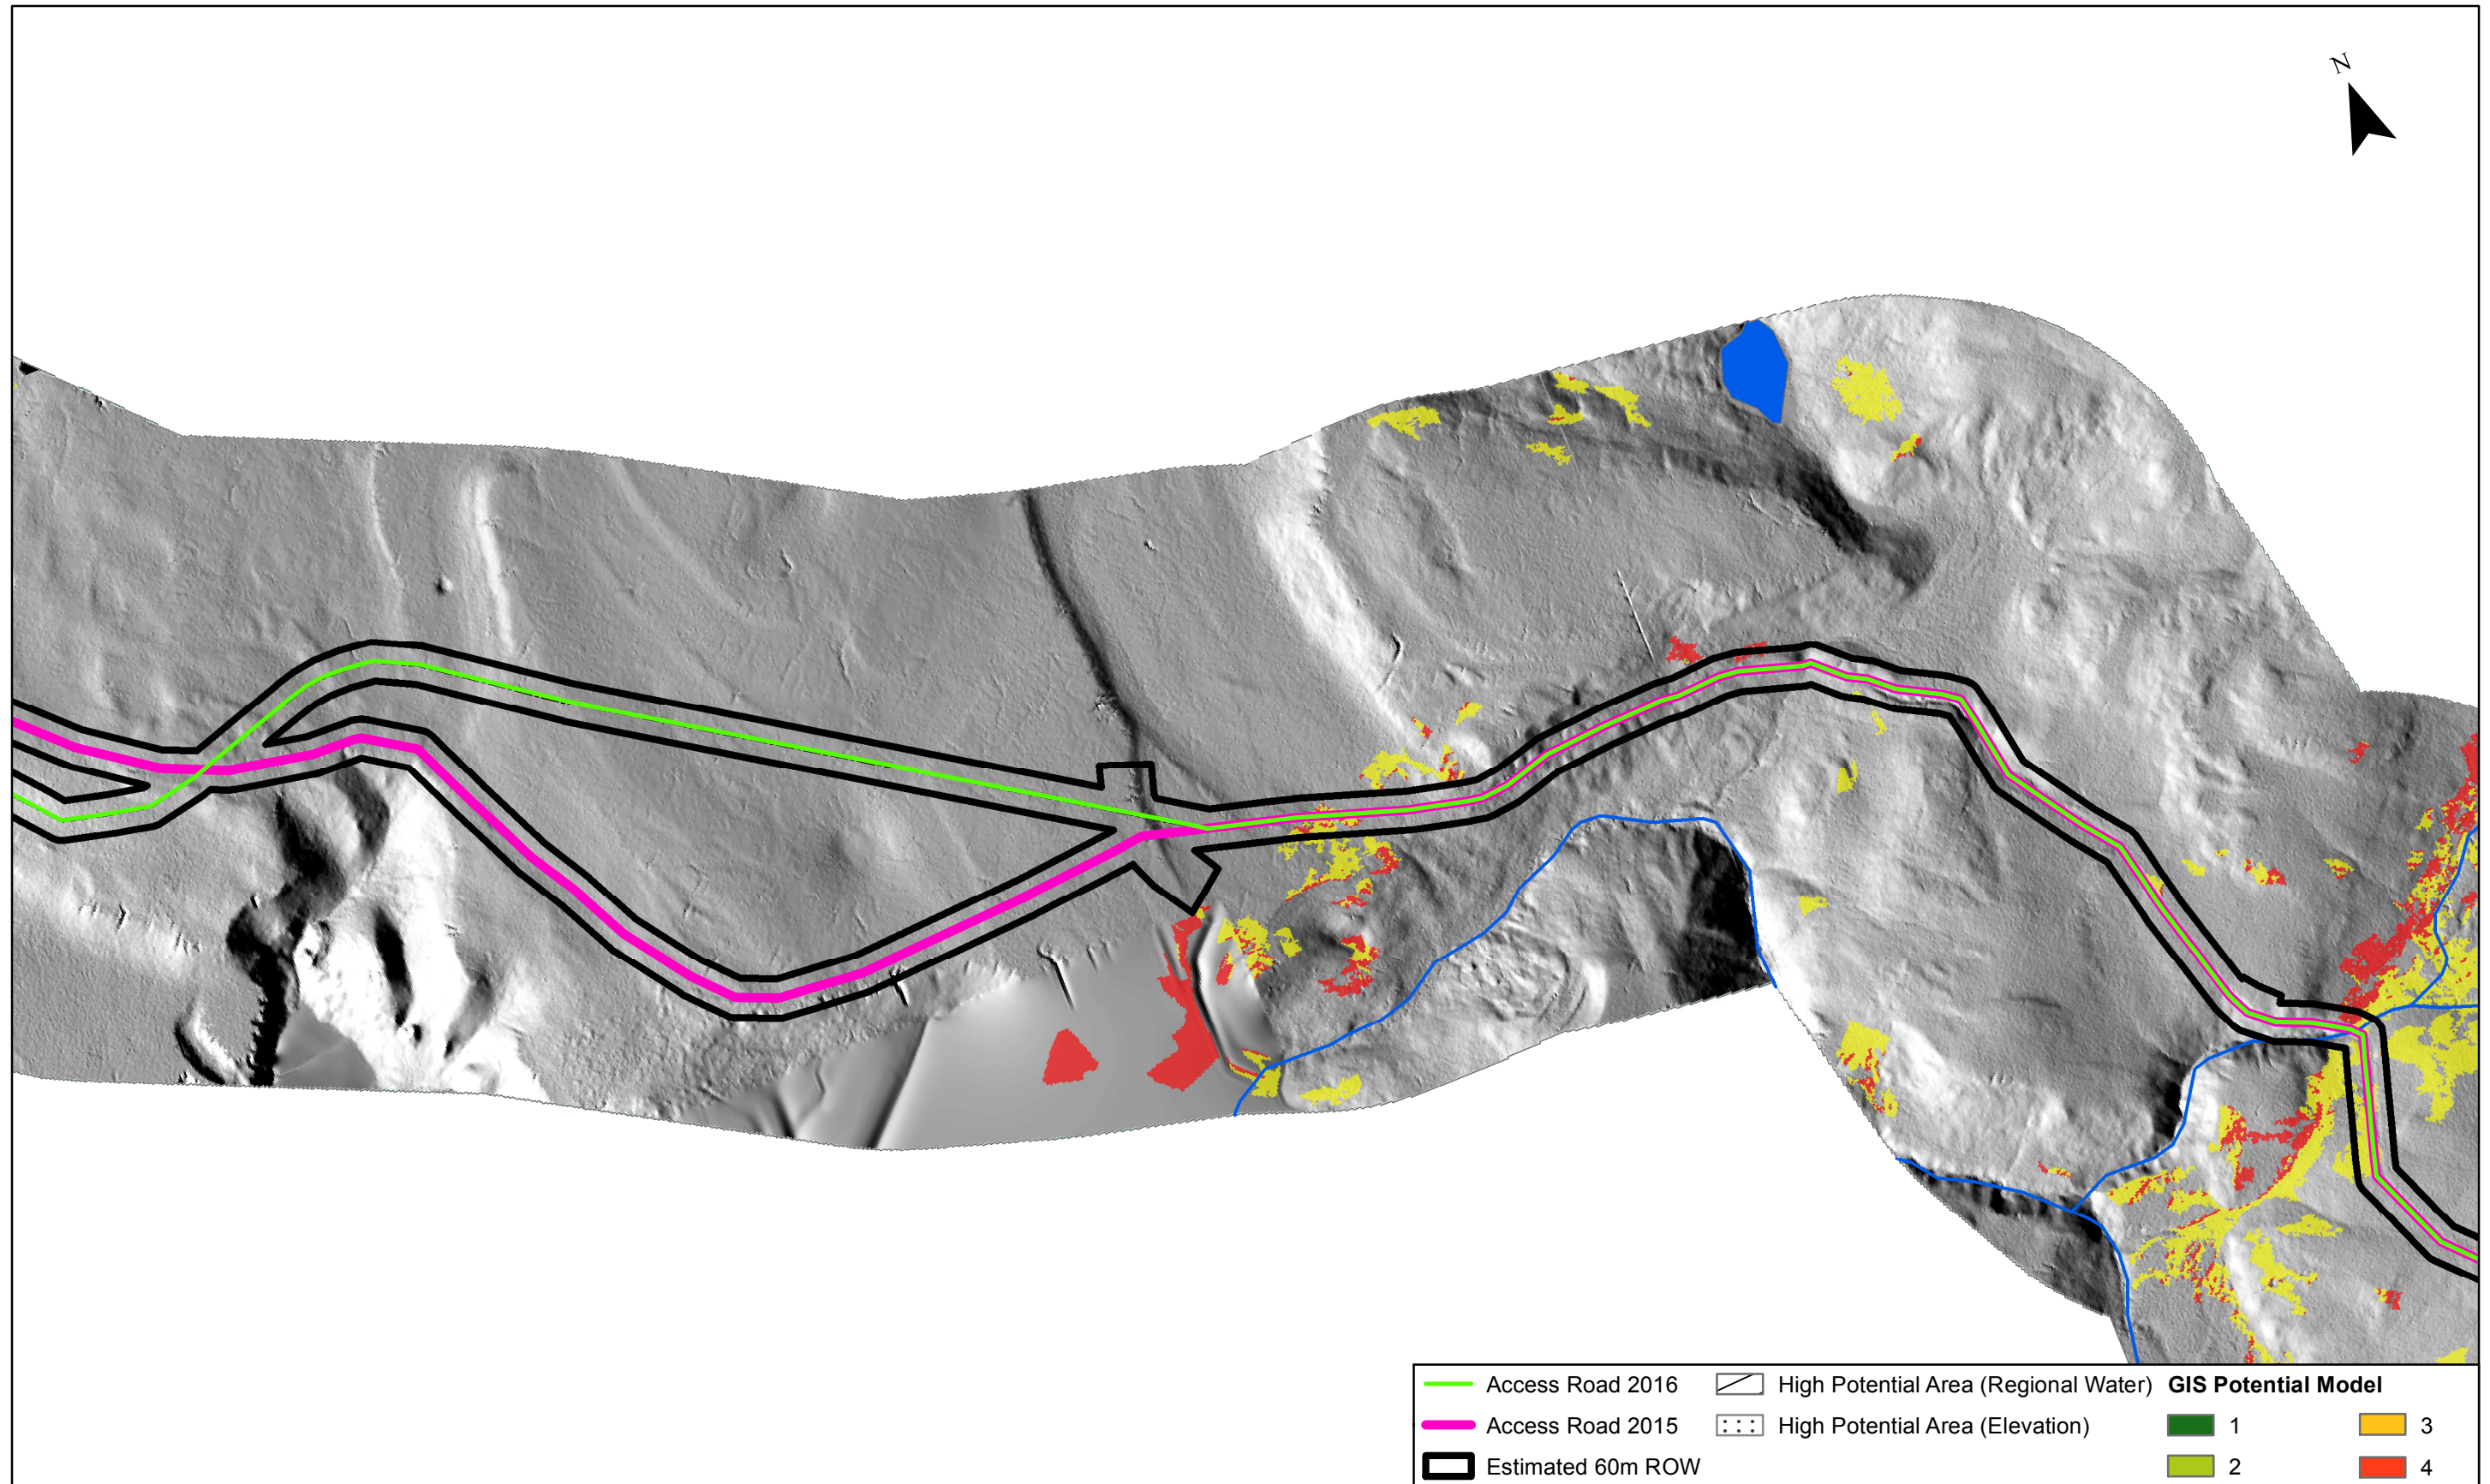 N
Access Road 2016
High Potential Area (Regional Water)
GIS Potential Model
Access Road 2015
High Potential Area (Elevation)
1
3
Estimated 60m ROW
2
4